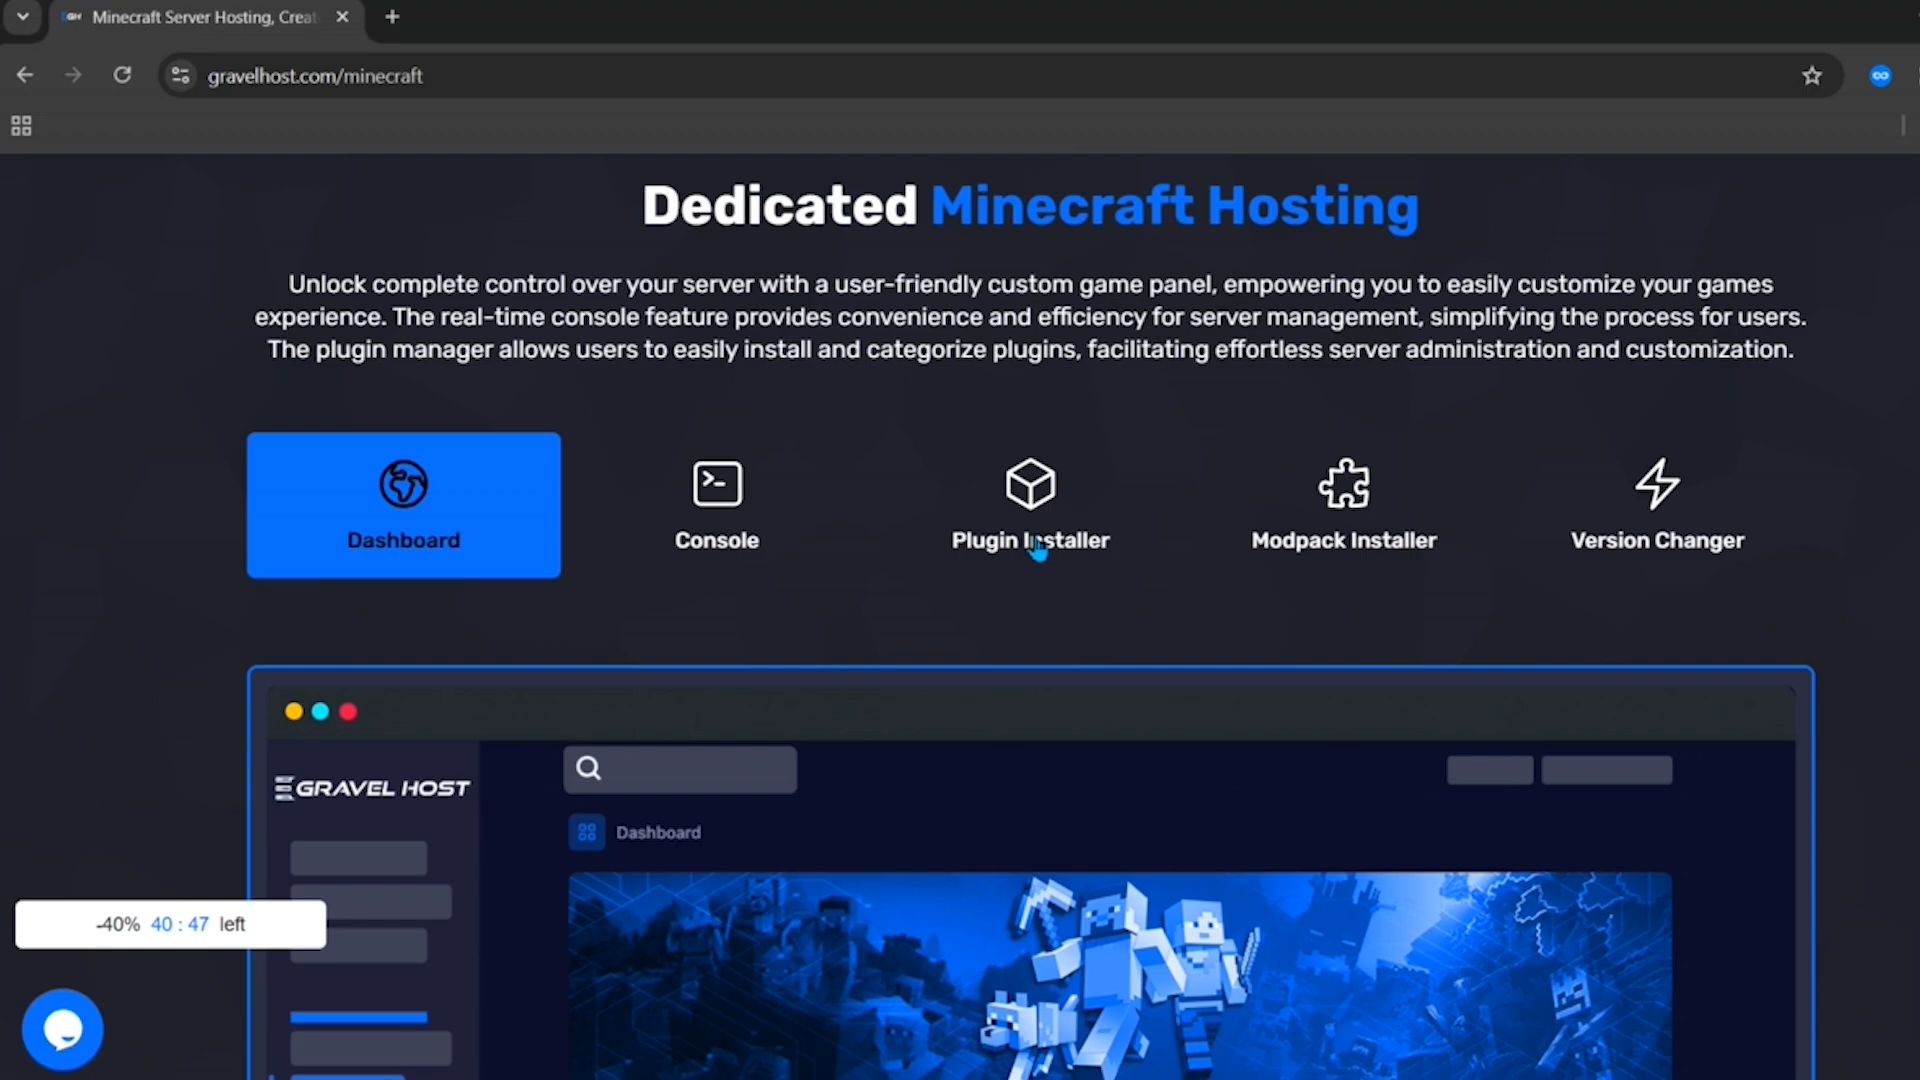 Minecraft Server Hosting, Creat
gravelhost.com/minecraft
Dedicated Minecraft Hosting
Unlock complete control over your server with a user-friendly custom game panel, empowering you to easily customize your games
experience. The real-time console feature provides convenience and efficiency for server management, simplifying the process for users.
The plugin manager allows users to easily install and categorize plugins, facilitating effortless server administration and customization.
Dashboard
Console
Plugin Installer
Modpack Installer
Version Changer
GRAVEL HOST
Dashboard
-40% 40 : 47 left